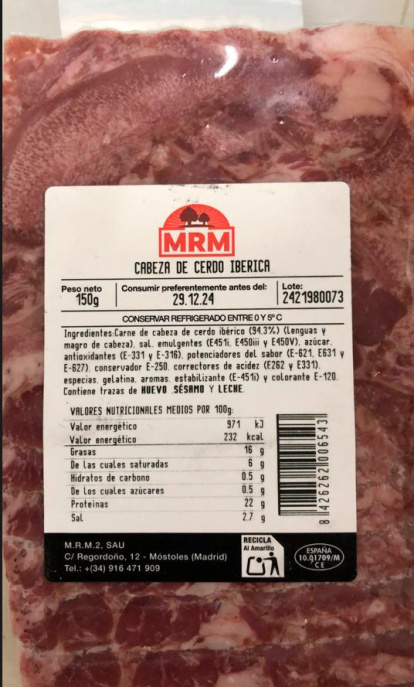 MRM
CABEZA DE CERDO IBERICA
Peso neto
150g
Consumir preferentemente antes del:
29.12.24
Lote:
2421980073
CONSERVAR REFRIGERADO ENTRE 0 Y 5º C
Ingredientes:Carne de cabeza de cerdo ibérico (94,3%) (Lenguas y
magro de cabeza), sal, emulgentes (E451i, E450iii y E450V), azúcar,
antioxidantes (E-331 y E-316), potenciadores del sabor (E-621, E631 y
E-627), conservador E-250, correctores de acidez (E262 y E331),
especias, gelatina, aromas, estabilizante (E-451i) y colorante E-120.
Contiene trazas de HUEVO, SÉSAMO Y LECHE.
VALORES NUTRICIONALES MEDIOS POR 100g:
Valor energético 971 kJ
Valor energético 232 kcal
Grasas 16 g
De las cuales saturadas 6 g
Hidratos de carbono 0.5 g
De los cuales azúcares 0.5 g
Proteinas 22 g
Sal 2.7 g
8 426262 006543
M.R.M.2, SAU
C/ Regordoño, 12 - Móstoles (Madrid)
Tel.: +(34) 916 471 909
RECICLA
Al Amarillo
ESPAÑA
10.01709/M
C E